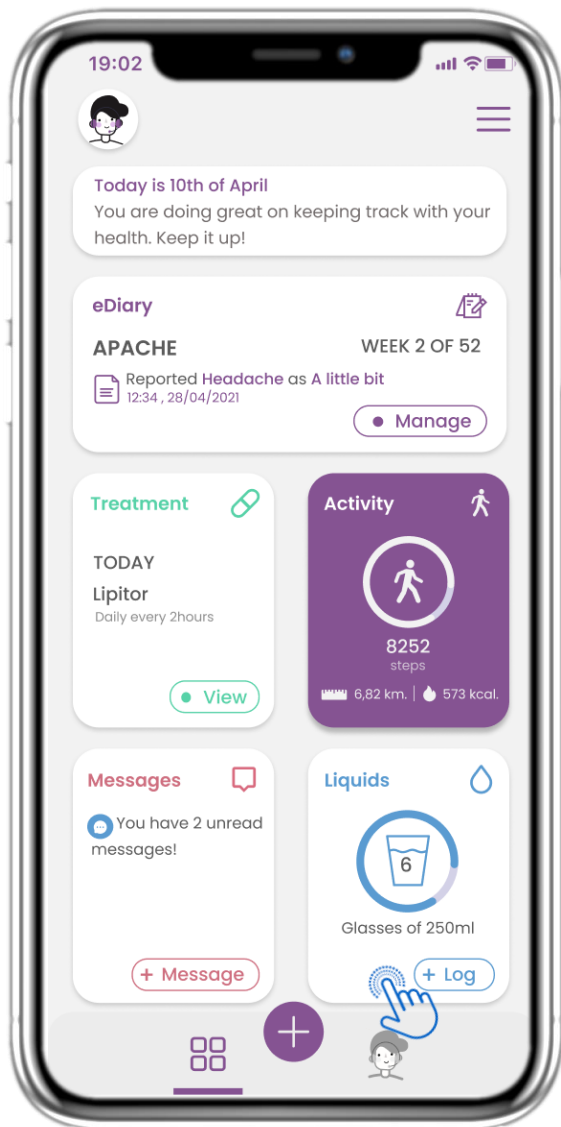 19:02
Today is 10th of April
You are doing great on keeping track with your
health. Keep it up!
eDiary
APACHE
WEEK 2 OF 52
Reported Headache as A little bit
12:34 , 28/04/2021
Manage
Treatment
TODAY
Lipitor
Daily every 2hours
View
Activity
8252
steps
6,82 km.
573 kcal.
Messages
You have 2 unread
messages!
+ Message
Liquids
6
Glasses of 250ml
+ Log